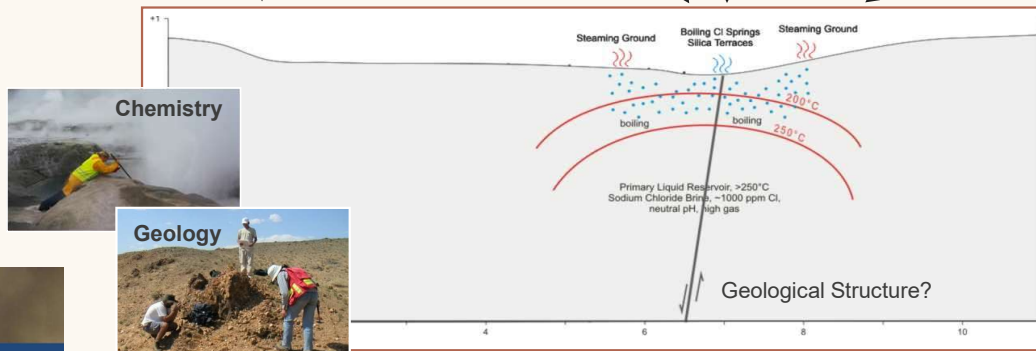 +1
Steaming Ground
Boiling Cl Springs
Silica Terraces
Steaming Ground
Chemistry
boiling
boiling
200°C
250°C
Primary Liquid Reservoir, >250°C
Sodium Chloride Brine, ~1000 ppm Cl,
neutral pH, high gas
Geology
Geological Structure?
4
6
8
10